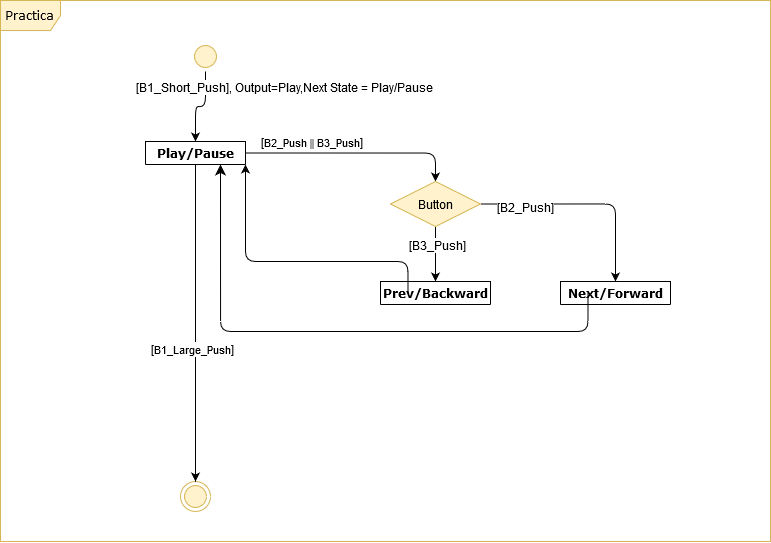 Practica
[B1_Short_Push], Output=Play,Next State = Play/Pause
Play/Pause
[B2_Push || B3_Push]
Button
[B2_Push]
[B3_Push]
Prev/Backward
Next/Forward
[B1_Large_Push]